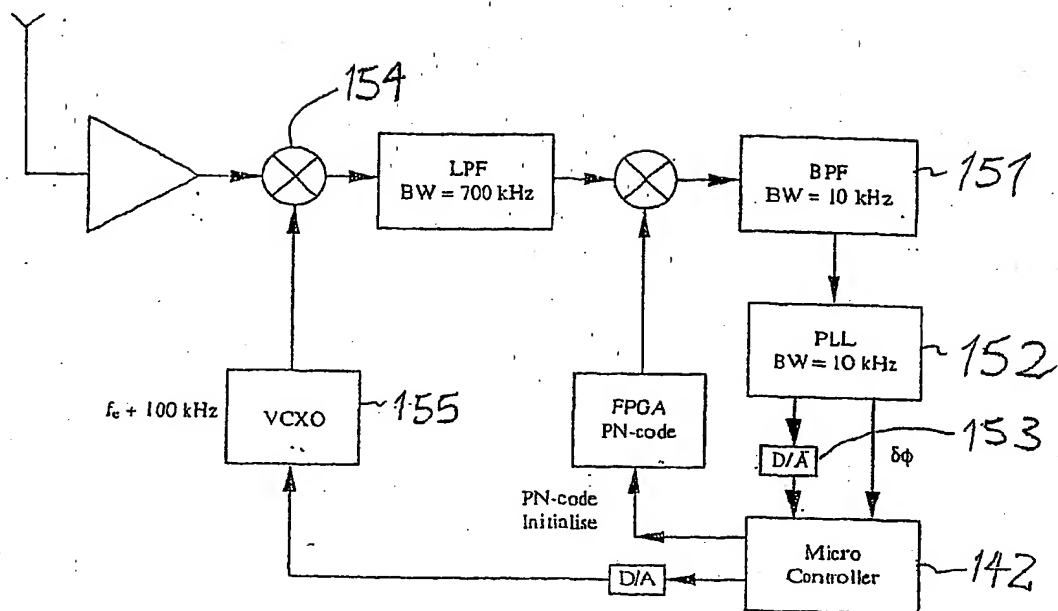 154
LPF
BW = 700 kHz
BPF
BW = 10 kHz
151
PLL
BW = 10 kHz
152
fc + 100 kHz
VCXO
155
FPGA
PN-code
D/A
153
δϕ
PN-code
Initialise
Micro
Controller
142
D/A